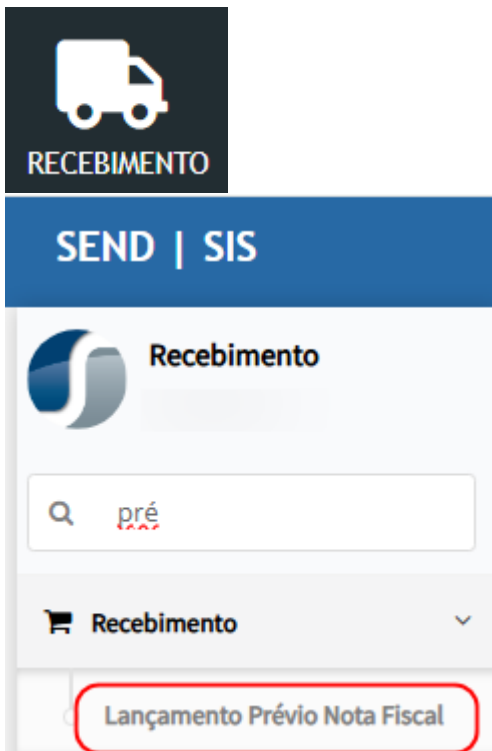 RECEBIMENTO
SEND | SIS
Recebimento
pré
Recebimento
Lançamento Prévio Nota Fiscal